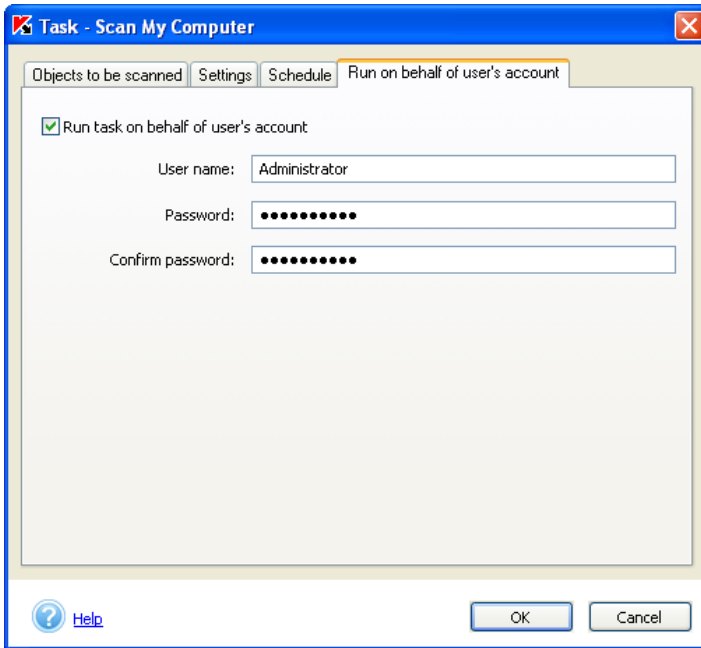 Task - Scan My Computer
Objects to be scanned Settings Schedule Run on behalf of user's account
Run task on behalf of user's account
User name: Administrator
Password: ●●●●●●●●●●
Confirm password: ●●●●●●●●●●
Help OK Cancel